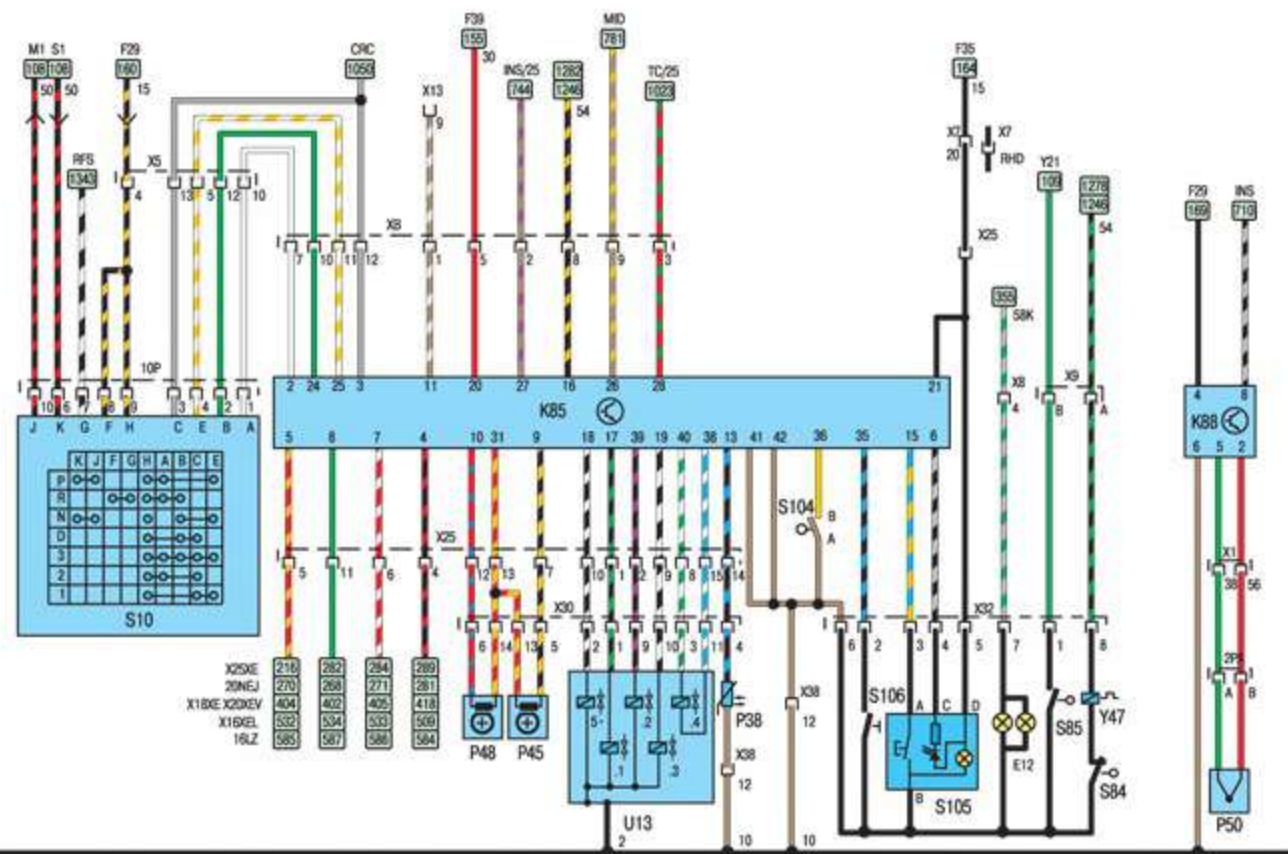 F39 MID
M1 S1 F29 CRC 155 781 F35
108 108 160 1050 30 INS/25 1282 TC/25 164
50 50 15 744 1246 1023 15
X13 54
9
X7 X7
20 RHD
RFS X5 Y21
1343 109 1278
4 13 5 12 10 1246
F29 INS
169 710
54
X8 X25
7 10 11 12 1 5 2 8 9 3
355
58K
10P X8 X9
4 B A
10 6 7 8 9 3 4 2 1
2 24 25 3 11 20 27 16 26 28 21
K85
J K G F H C E B A
5 6 7 4 10 31 9 18 17 39 19 40 38 13 41 42 36 35 15 6
4 8
K88
6 5 2
K J F G H A B C E
P
R
N
D
3
2
1
S10
S104 B
A
X25
5 11 6 4 12 13 7 10 1 2 9 8 15 14
X1
38 56
X30 X32
6 14 13 5 2 1 9 10 3 11 4 6 2 3 4 5 7 1 8
X25XE 216 282 284 289
20NEJ 270 268 271 281
X18XE X20XEV 404 402 405 418
X16XEL 532 534 533 509
16LZ 585 587 586 584
2P5
A B
P48 P45
5 .2 .4
.1 .3
P38
X38
12
X38
12
S106
A C D
B
S105
E12
S85
Y47
S84
U13
P50
2 10 10